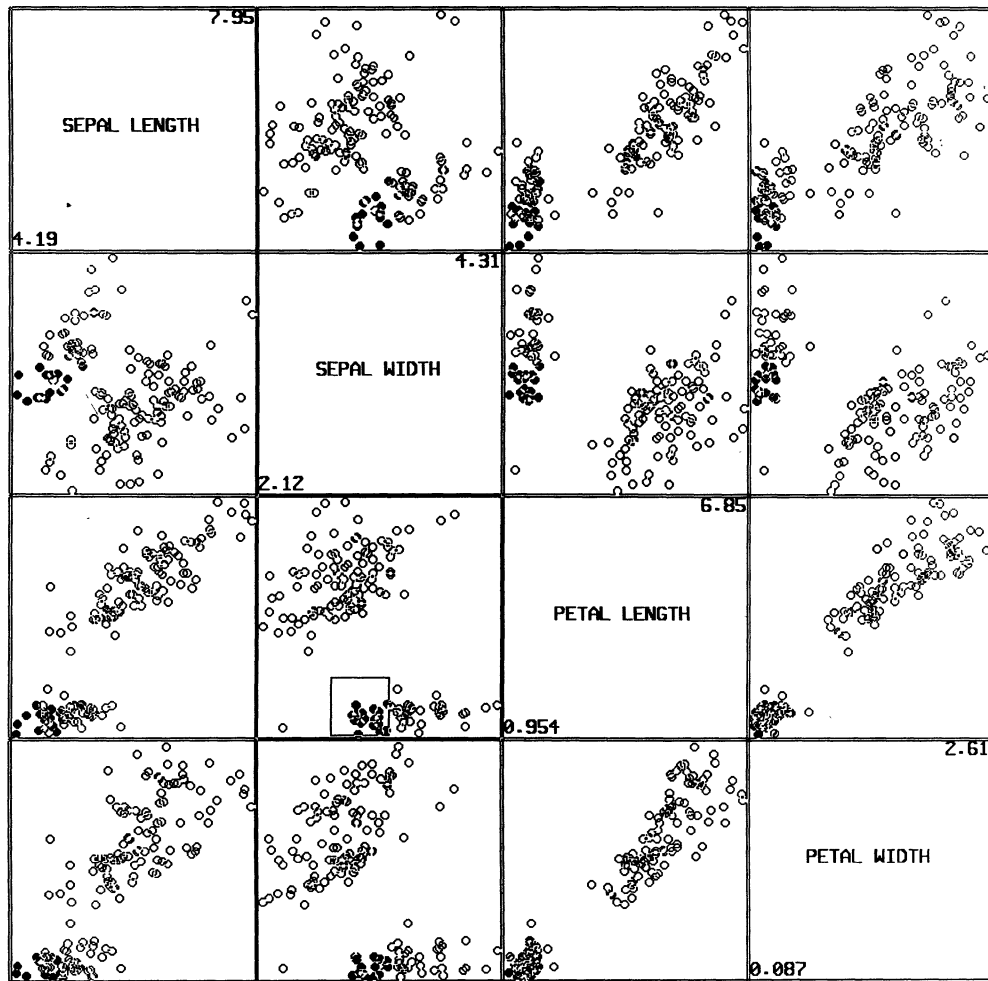 7.95
SEPAL LENGTH
4.19
4.31
SEPAL WIDTH
2.12
6.85
PETAL LENGTH
0.954
2.61
PETAL WIDTH
0.087